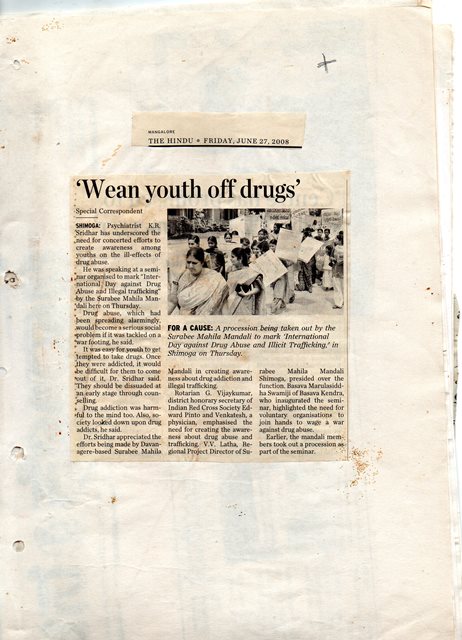 MANGALORE
THE HINDU • FRIDAY, JUNE 27, 2008
'Wean youth off drugs'
Special Correspondent
SHIMOGA: Psychiatrist K.R.
Sridhar has underscored the
need for concerted efforts to
create awareness among
youths on the ill-effects of
drug abuse.
He was speaking at a semi-
nar organised to mark "Inter-
national Day against Drug
Abuse and Illegal trafficking"
by the Surabee Mahila Man-
dali here on Thursday.
Drug abuse, which had
been spreading alarmingly,
would become a serious social
problem if it was tackled on a
war footing, he said.
It was easy for youth to get
tempted to take drugs. Once
they were addicted, it would
be difficult for them to come
out of it, Dr. Sridhar said.
They should be dissuaded at
an early stage through coun-
selling.
Drug addiction was harm-
ful to the mind too. Also, so-
ciety looked down upon drug
addicts, he said.
Dr. Sridhar appreciated the
efforts being made by Davan-
agere-based Surabee Mahila
FOR A CAUSE: A procession being taken out by the
Surabee Mahila Mandali to mark 'International
Day against Drug Abuse and Illicit Trafficking,' in
Shimoga on Thursday.
Mandali in creating aware-
ness about drug addiction and
illegal trafficking.
Rotarian G. Vijaykumar,
district honorary secretary of
Indian Red Cross Society Ed-
ward Pinto and Venkatesh, a
physician, emphasised the
need for creating the aware-
ness about drug abuse and
trafficking. V.V. Latha, Re-
gional Project Director of Su-
rabee Mahila Mandali
Shimoga, presided over the
function. Basava Marulasidd-
ha Swamiji of Basava Kendra,
who inaugurated the semi-
nar, highlighted the need for
voluntary organisations to
join hands to wage a war
against drug abuse.
Earlier, the mandali mem-
bers took out a procession as
part of the seminar.